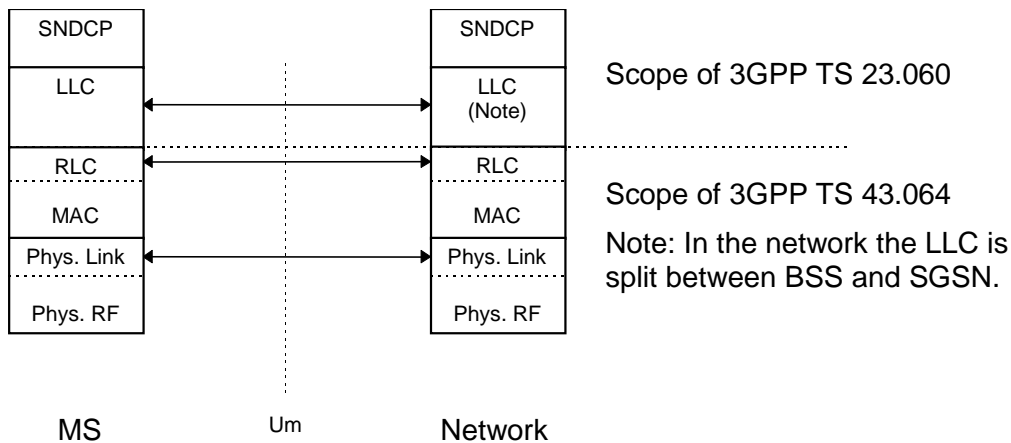 SNDCP
LLC
RLC
MAC
Phys. Link
Phys. RF
MS
Um
SNDCP
LLC
(Note)
RLC
MAC
Phys. Link
Phys. RF
Network
Scope of 3GPP TS 23.060
Scope of 3GPP TS 43.064
Note: In the network the LLC is
split between BSS and SGSN.